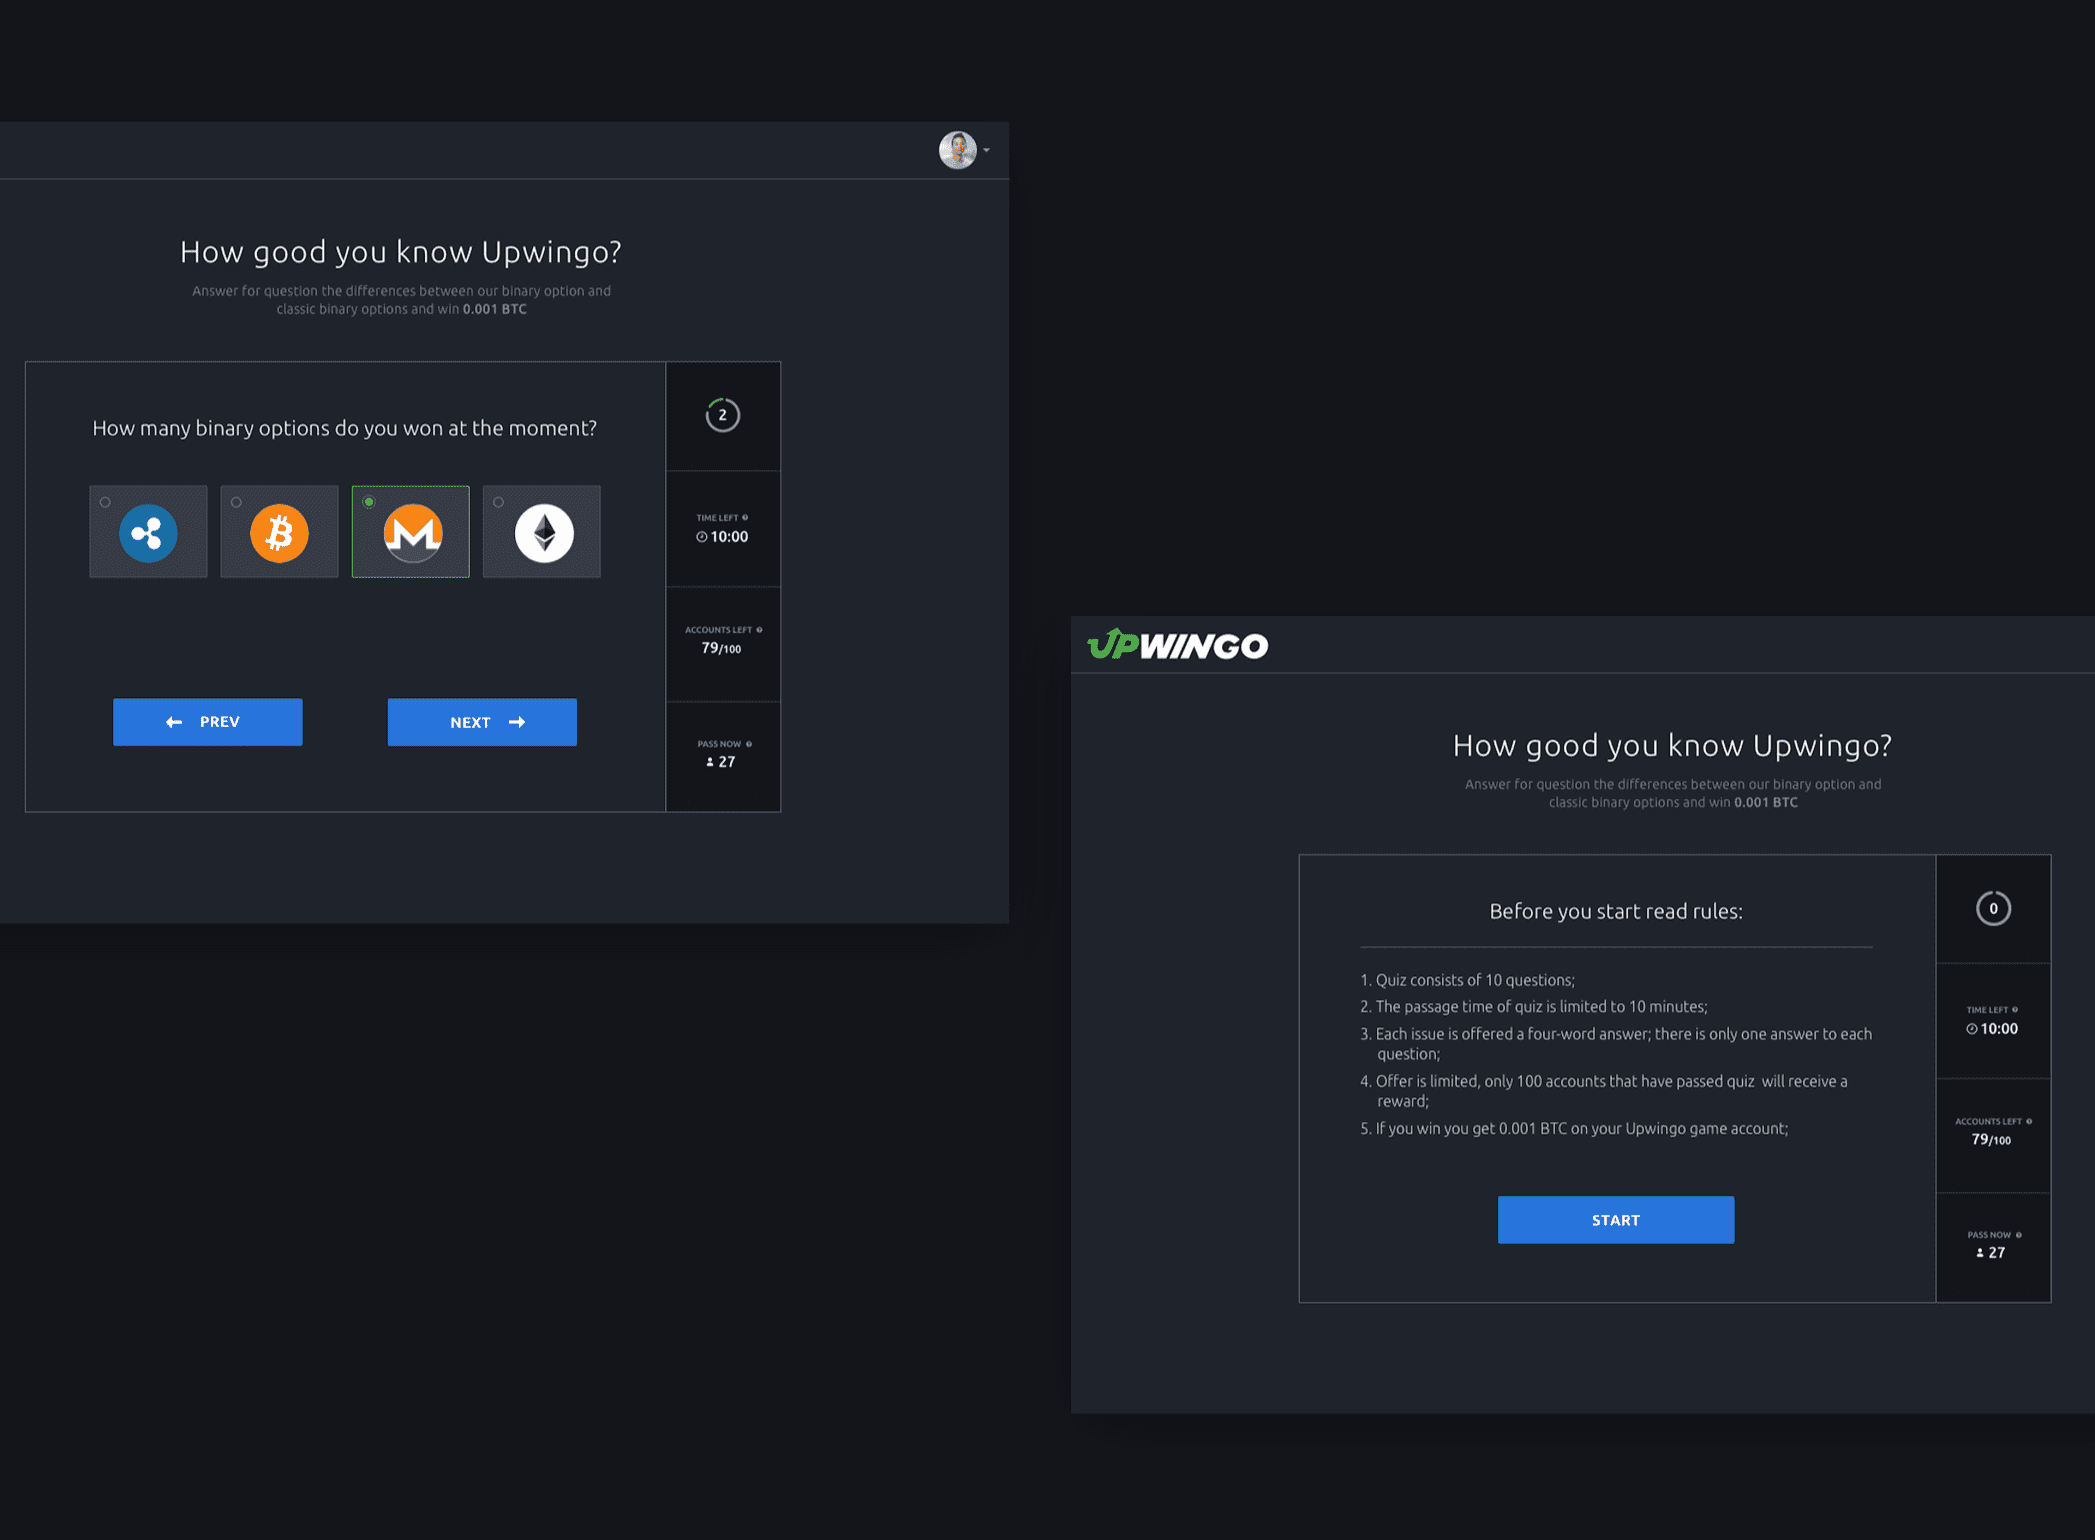 How good you know Upwingo?
Answer for question the differences between our binary option and
classic binary options and win 0.001 BTC
How many binary options do you won at the moment?
PREV
NEXT
2
TIME LEFT
10:00
ACCOUNTS LEFT
79/100
PASS NOW
27
UPWINGO
How good you know Upwingo?
Answer for question the differences between our binary option and
classic binary options and win 0.001 BTC
Before you start read rules:
1. Quiz consists of 10 questions;
2. The passage time of quiz is limited to 10 minutes;
3. Each issue is offered a four-word answer; there is only one answer to each
question;
4. Offer is limited, only 100 accounts that have passed quiz will receive a
reward;
5. If you win you get 0.001 BTC on your Upwingo game account;
START
0
TIME LEFT
10:00
ACCOUNTS LEFT
79/100
PASS NOW
27